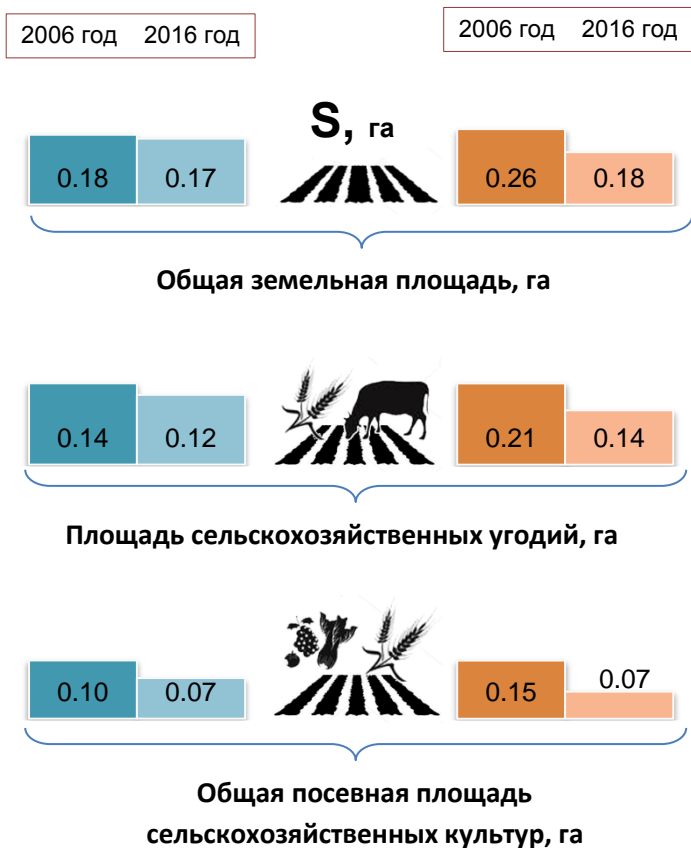 2006 год 2016 год
2006 год 2016 год
S, га
0.18 0.17 0.26 0.18
Общая земельная площадь, га
0.14 0.12 0.21 0.14
Площадь сельскохозяйственных угодий, га
0.10 0.07 0.15 0.07
Общая посевная площадь
сельскохозяйственных культур, га